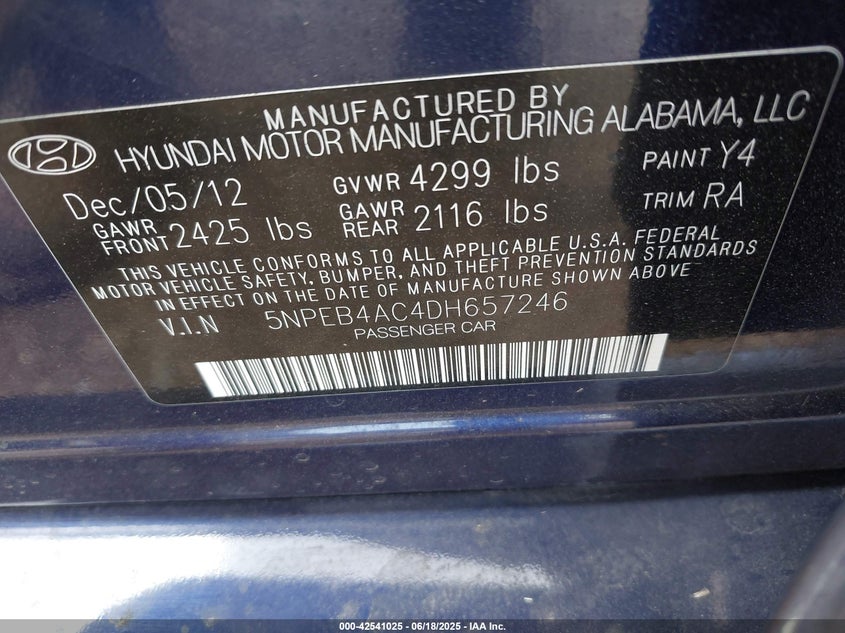 MANUFACTURED BY
HYUNDAI MOTOR MANUFACTURING ALABAMA, LLC
Dec/05/12 GVWR 4299 lbs PAINT Y4
GAWR FRONT 2425 lbs GAWR REAR 2116 lbs TRIM RA
THIS VEHICLE CONFORMS TO ALL APPLICABLE U.S.A. FEDERAL
MOTOR VEHICLE SAFETY, BUMPER, AND THEFT PREVENTION STANDARDS
IN EFFECT ON THE DATE OF MANUFACTURE SHOWN ABOVE
V.I.N 5NPEB4AC4DH657246
PASSENGER CAR
000-42541025 - 06/18/2025 - IAA Inc.